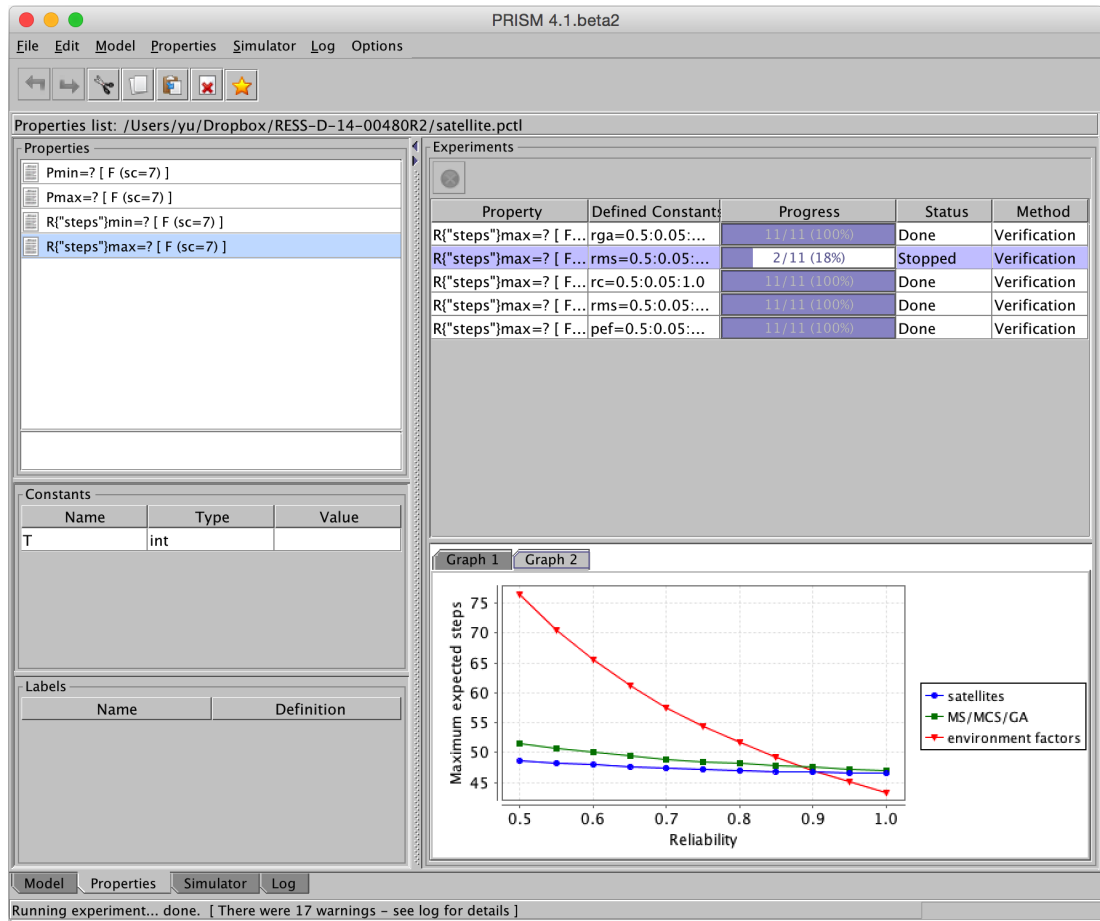 PRISM 4.1.beta2
File Edit Model Properties Simulator Log Options
Properties list: /Users/yu/Dropbox/RESS-D-14-00480R2/satellite.pctl
Properties
Pmin=? [ F (sc=7) ]
Pmax=? [ F (sc=7) ]
R{"steps"}min=? [ F (sc=7) ]
R{"steps"}max=? [ F (sc=7) ]
Constants
Name Type Value
T int
Labels
Name Definition
Experiments
Property Defined Constants Progress Status Method
R{"steps"}max=? [ F... rga=0.5:0.05:... 11/11 (100%) Done Verification
R{"steps"}max=? [ F... rms=0.5:0.05:... 2/11 (18%) Stopped Verification
R{"steps"}max=? [ F... rc=0.5:0.05:1.0 11/11 (100%) Done Verification
R{"steps"}max=? [ F... rms=0.5:0.05:... 11/11 (100%) Done Verification
R{"steps"}max=? [ F... pef=0.5:0.05:... 11/11 (100%) Done Verification
Graph 1 Graph 2
Maximum expected steps
75
70
65
60
55
50
45
0.5 0.6 0.7 0.8 0.9 1.0
Reliability
satellites
MS/MCS/GA
environment factors
Model Properties Simulator Log
Running experiment... done. [ There were 17 warnings – see log for details ]